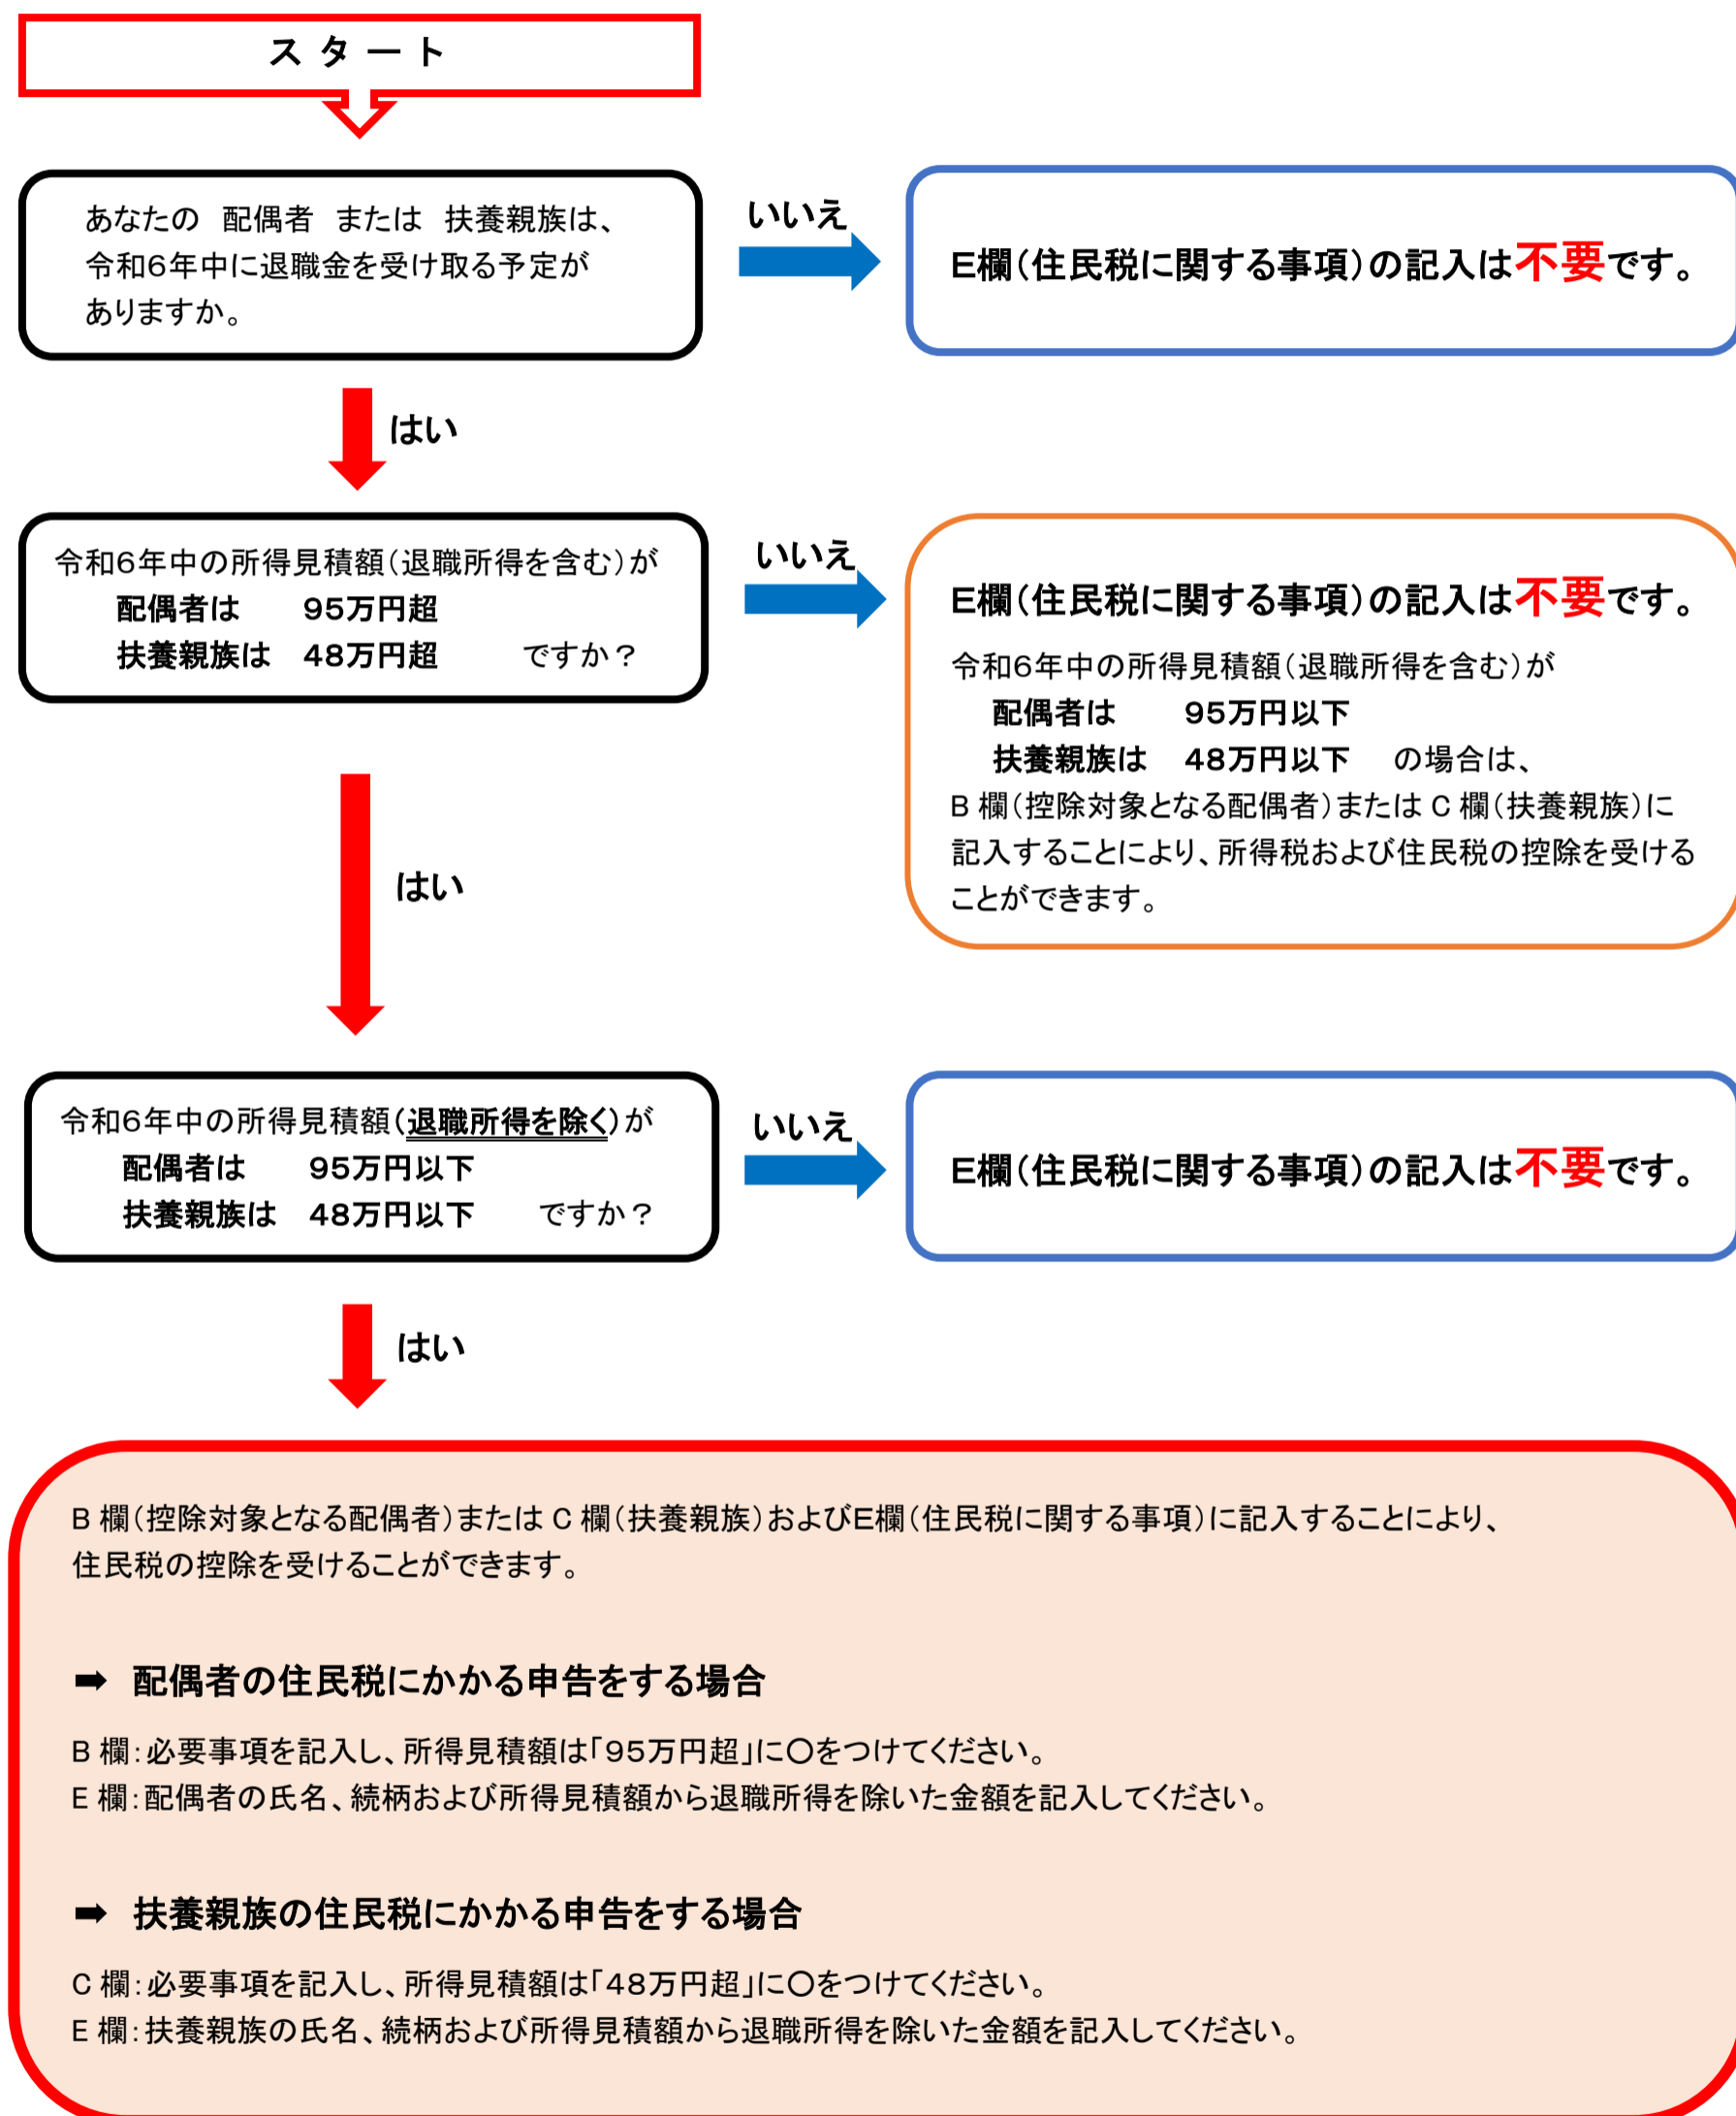 スタート
あなたの　配偶者　または　扶養親族は、
令和６年中に退職金を受け取る予定が
ありますか。
いいえ
E欄（住民税に関する事項）の記入は不要です。
はい
令和６年中の所得見積額（退職所得を含む）が
配偶者は　　９５万円超
扶養親族は　４８万円超　　ですか？
いいえ
E欄（住民税に関する事項）の記入は不要です。
令和６年中の所得見積額（退職所得を含む）が
配偶者は　　９５万円以下
扶養親族は　４８万円以下　の場合は、
B 欄（控除対象となる配偶者）または C 欄（扶養親族）に
記入することにより、所得税および住民税の控除を受ける
ことができます。
はい
令和６年中の所得見積額（退職所得を除く）が
配偶者は　　９５万円以下
扶養親族は　４８万円以下　　ですか？
いいえ
E欄（住民税に関する事項）の記入は不要です。
はい
B 欄（控除対象となる配偶者）または C 欄（扶養親族）およびE欄（住民税に関する事項）に記入することにより、
住民税の控除を受けることができます。
➡　配偶者の住民税にかかる申告をする場合
B 欄：必要事項を記入し、所得見積額は「９５万円超」に〇をつけてください。
E 欄：配偶者の氏名、続柄および所得見積額から退職所得を除いた金額を記入してください。
➡　扶養親族の住民税にかかる申告をする場合
C 欄：必要事項を記入し、所得見積額は「４８万円超」に〇をつけてください。
E 欄：扶養親族の氏名、続柄および所得見積額から退職所得を除いた金額を記入してください。